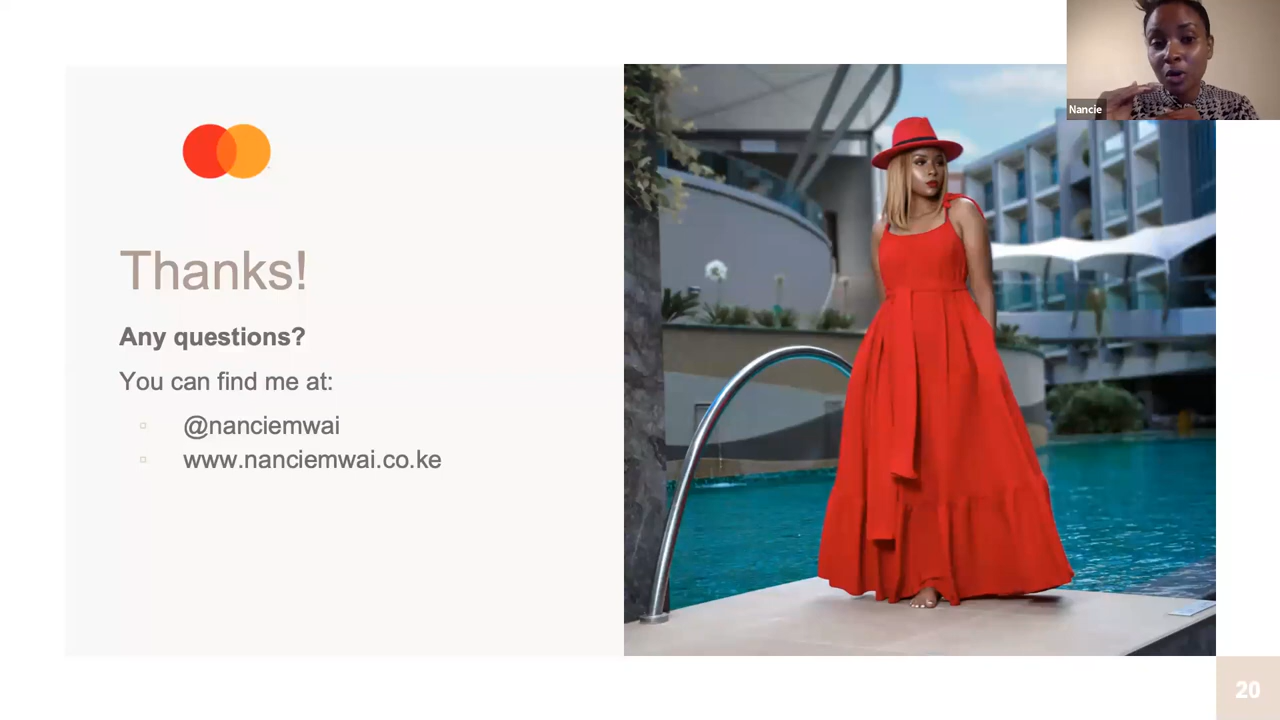 Nancie
Thanks!
Any questions?
You can find me at:
@nanciemwai
www.nanciemwai.co.ke
20